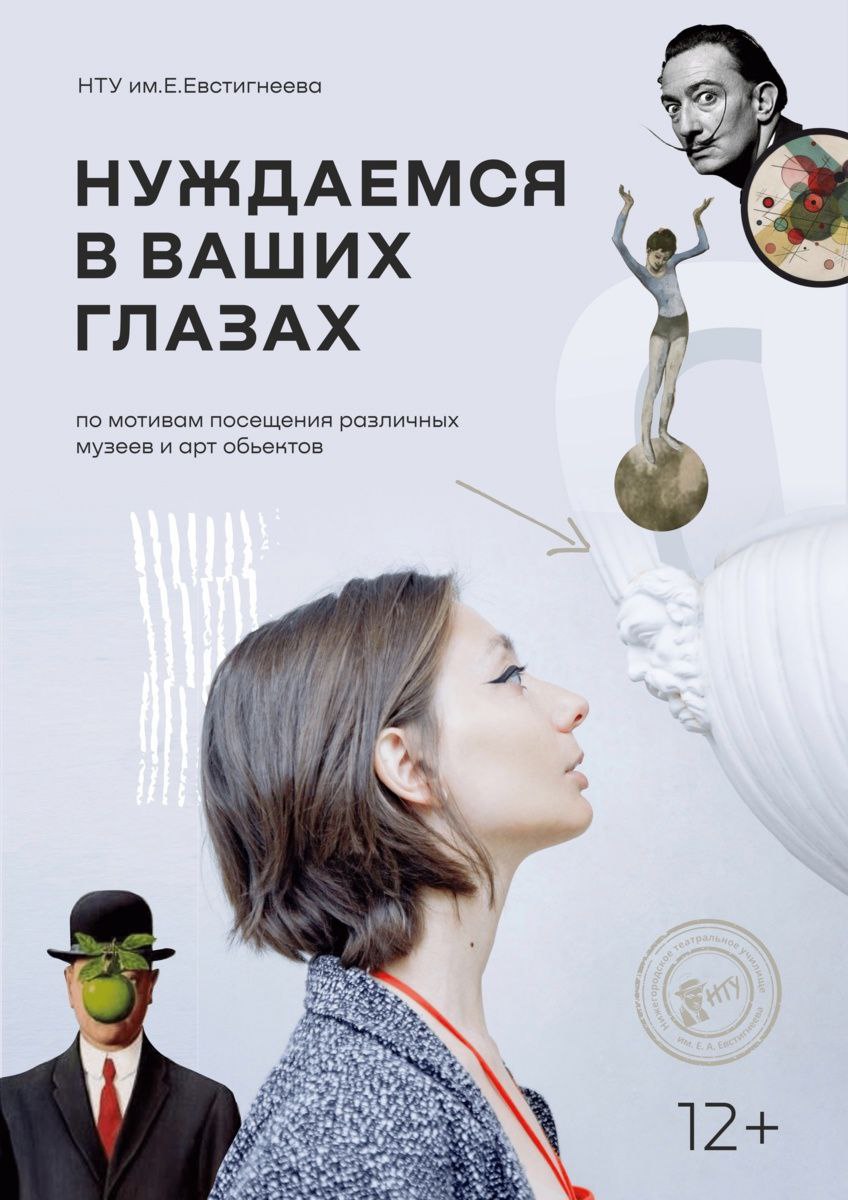 НТУ им.Е.Евстигнеева
НУЖДАЕМСЯ
В ВАШИХ
ГЛАЗАХ
по мотивам посещения различных
музеев и арт обьектов
Нижегородское театральное училище
НТУ
им. Е. А. Евстигнеева
12+